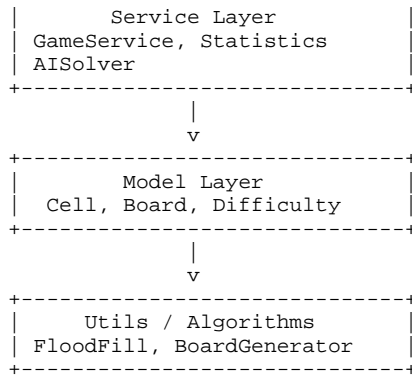 |        Service Layer         |
| GameService, Statistics      |
| AISolver                     |
+------------------------------+
               |
               v
+------------------------------+
|         Model Layer          |
|   Cell, Board, Difficulty    |
+------------------------------+
               |
               v
+------------------------------+
|      Utils / Algorithms      |
| FloodFill, BoardGenerator    |
+------------------------------+